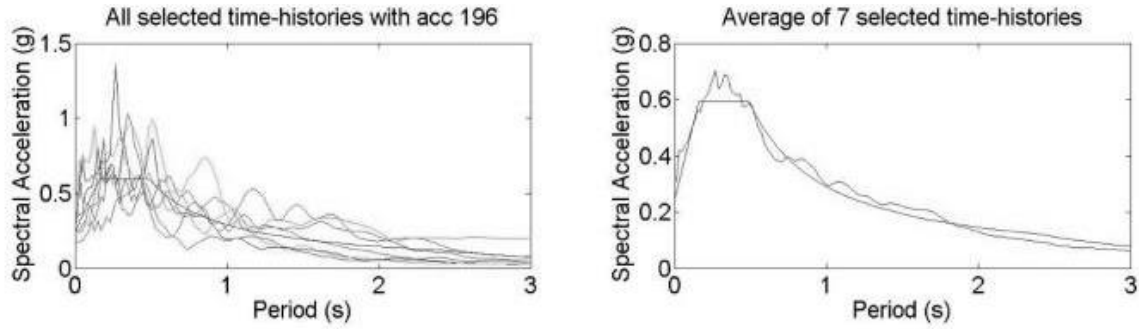 All selected time-histories with acc 196
Spectral Acceleration (g)
1.5
1
0.5
0
0
1
2
3
Period (s)
Average of 7 selected time-histories
Spectral Acceleration (g)
0.8
0.6
0.4
0.2
0
0
1
2
3
Period (s)